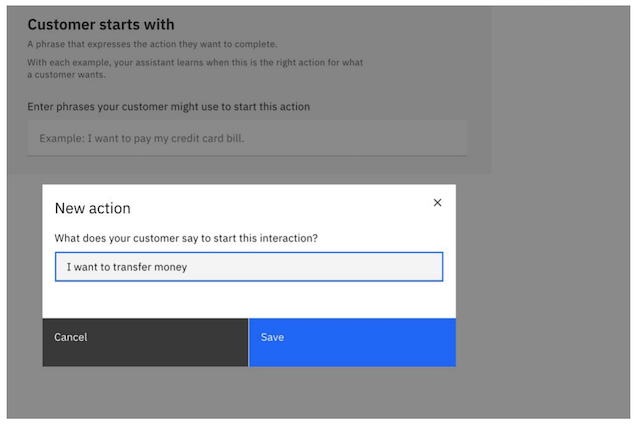 Customer starts with
A phrase that expresses the action they want to complete.
With each example, your assistant learns when this is the right action for what
a customer wants.
Enter phrases your customer might use to start this action
Example: I want to pay my credit card bill.
New action
What does your customer say to start this interaction?
I want to transfer money
Cancel
Save